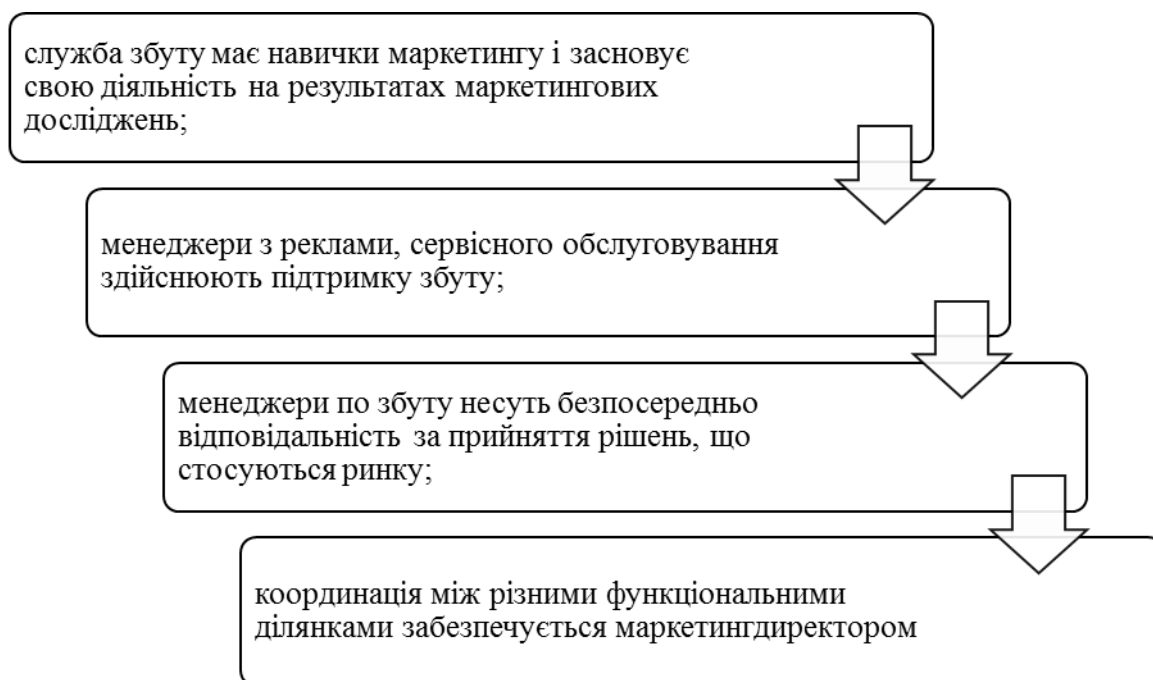 служба збуту має навички маркетингу і засновує
свою діяльність на результатах маркетингових
досліджень;
менеджери з реклами, сервісного обслуговування
здійснюють підтримку збуту;
менеджери по збуту несуть безпосередньо
відповідальність за прийняття рішень, що
стосуються ринку;
координація між різними функціональними
ділянками забезпечується маркетингдиректором